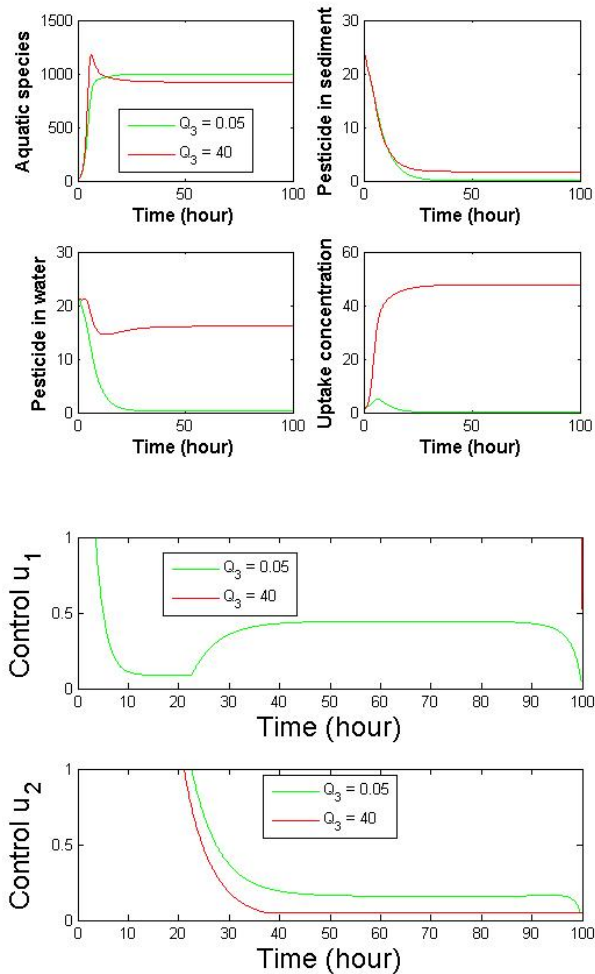 Aquatic species
1500
1000
500
0
Q3 = 0.05
Q3 = 40
0 50 100
Time (hour)
Pesticide in sediment
30
20
10
0
0 50 100
Time (hour)
Pesticide in water
30
20
10
0
0 50 100
Time (hour)
Uptake concentration
60
40
20
0
0 50 100
Time (hour)
Control u1
1
0.5
0
Q3 = 0.05
Q3 = 40
0 10 20 30 40 50 60 70 80 90 100
Time (hour)
Control u2
1
0.5
0
Q3 = 0.05
Q3 = 40
0 10 20 30 40 50 60 70 80 90 100
Time (hour)